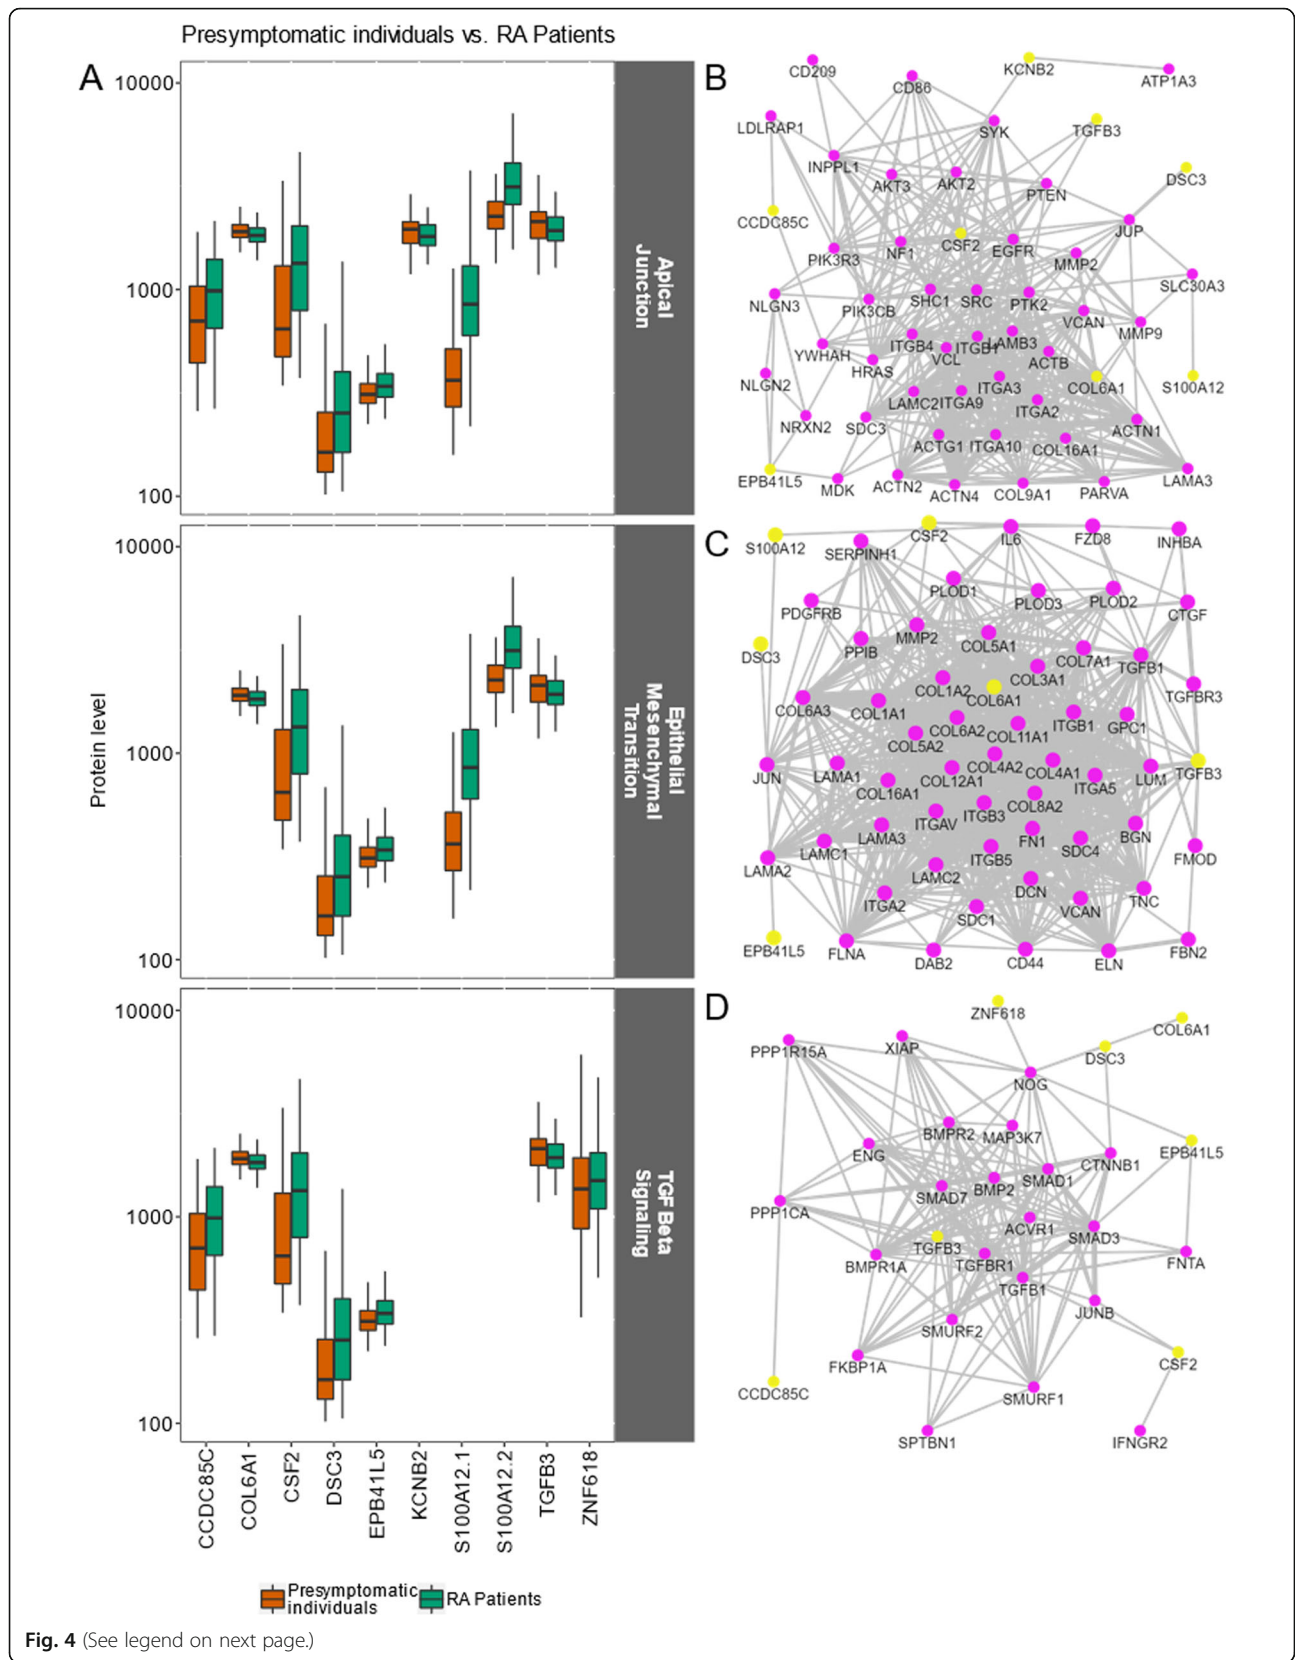 Presymptomatic individuals vs. RA Patients
A
Protein level
10000
1000
100
Apical
Junction
10000
1000
100
Epithelial
Mesenchymal
Transition
10000
1000
100
TGF Beta
Signaling
CCDC85C
COL6A1
CSF2
DSC3
EPB41L5
KCNB2
S100A12.1
S100A12.2
TGFB3
ZNF618
Presymptomatic
individuals
RA Patients
B
CD209
KCNB2
ATP1A3
CD86
LDLRAP1
SYK
TGFB3
INPPL1
AKT3
AKT2
PTEN
DSC3
CCDC85C
JUP
PIK3R3
NF1
CSF2
EGFR
MMP2
SLC30A3
NLGN3
PIK3CB
SHC1
SRC
PTK2
VCAN
MMP9
YWHAH
ITGB4
ITGB1
LAMB3
VCL
ACTB
HRAS
NLGN2
ITGA3
COL6A1
S100A12
LAMC2
ITGA9
ITGA2
NRXN2
SDC3
ACTN1
ACTG1
ITGA10
COL16A1
EPB41L5
MDK
ACTN2
ACTN4
COL9A1
PARVA
LAMA3
C
S100A12
SERPINH1
CSF2
IL6
FZD8
INHBA
PLOD1
PLOD3
PLOD2
PDGFRB
CTGF
MMP2
PPIB
COL5A1
DSC3
COL7A1
TGFB1
COL3A1
COL1A2
COL6A1
TGFBR3
COL6A3
COL1A1
COL6A2
COL11A1
ITGB1
GPC1
COL5A2
JUN
LAMA1
COL12A1
COL4A2
COL4A1
ITGA5
LUM
TGFB3
COL16A1
COL8A2
ITGAV
ITGB3
LAMA3
FN1
BGN
LAMC1
ITGB5
SDC4
FMOD
LAMA2
LAMC2
DCN
ITGA2
SDC1
VCAN
TNC
EPB41L5
FLNA
DAB2
CD44
ELN
FBN2
D
ZNF618
COL6A1
PPP1R15A
XIAP
DSC3
NOG
BMPR2
MAP3K7
ENG
CTNNB1
EPB41L5
SMAD7
BMP2
SMAD1
PPP1CA
ACVR1
SMAD3
TGFB3
BMPR1A
TGFBR1
FNTA
TGFB1
JUNB
SMURF2
FKBP1A
CSF2
CCDC85C
SMURF1
SPTBN1
IFNGR2
Fig. 4 (See legend on next page.)